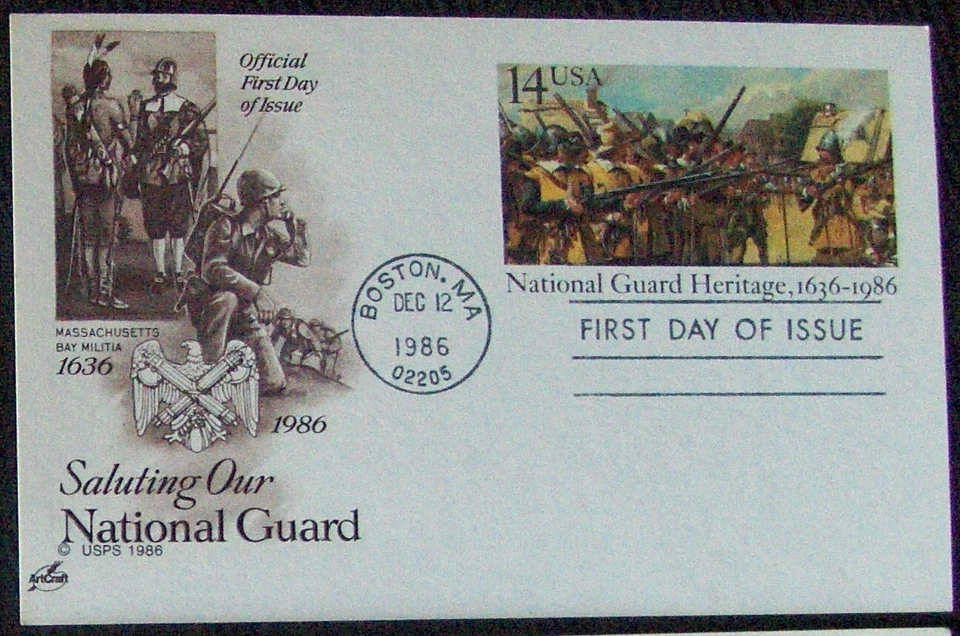 Official
First Day
of Issue
14 USA
National Guard Heritage, 1636-1986
BOSTON. MA
DEC 12
1986
02205
FIRST DAY OF ISSUE
MASSACHUSETTS
BAY MILITIA
1636
1986
Saluting Our
National Guard
© USPS 1986
ArtCraft